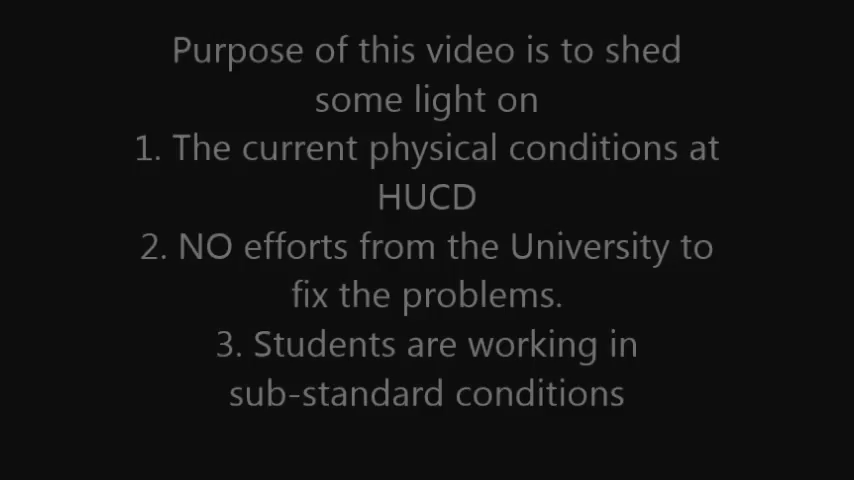 Purpose of this video is to shed
some light on
1. The current physical conditions at
HUCD
2. NO efforts from the University to
fix the problems.
3. Students are working in
sub-standard conditions